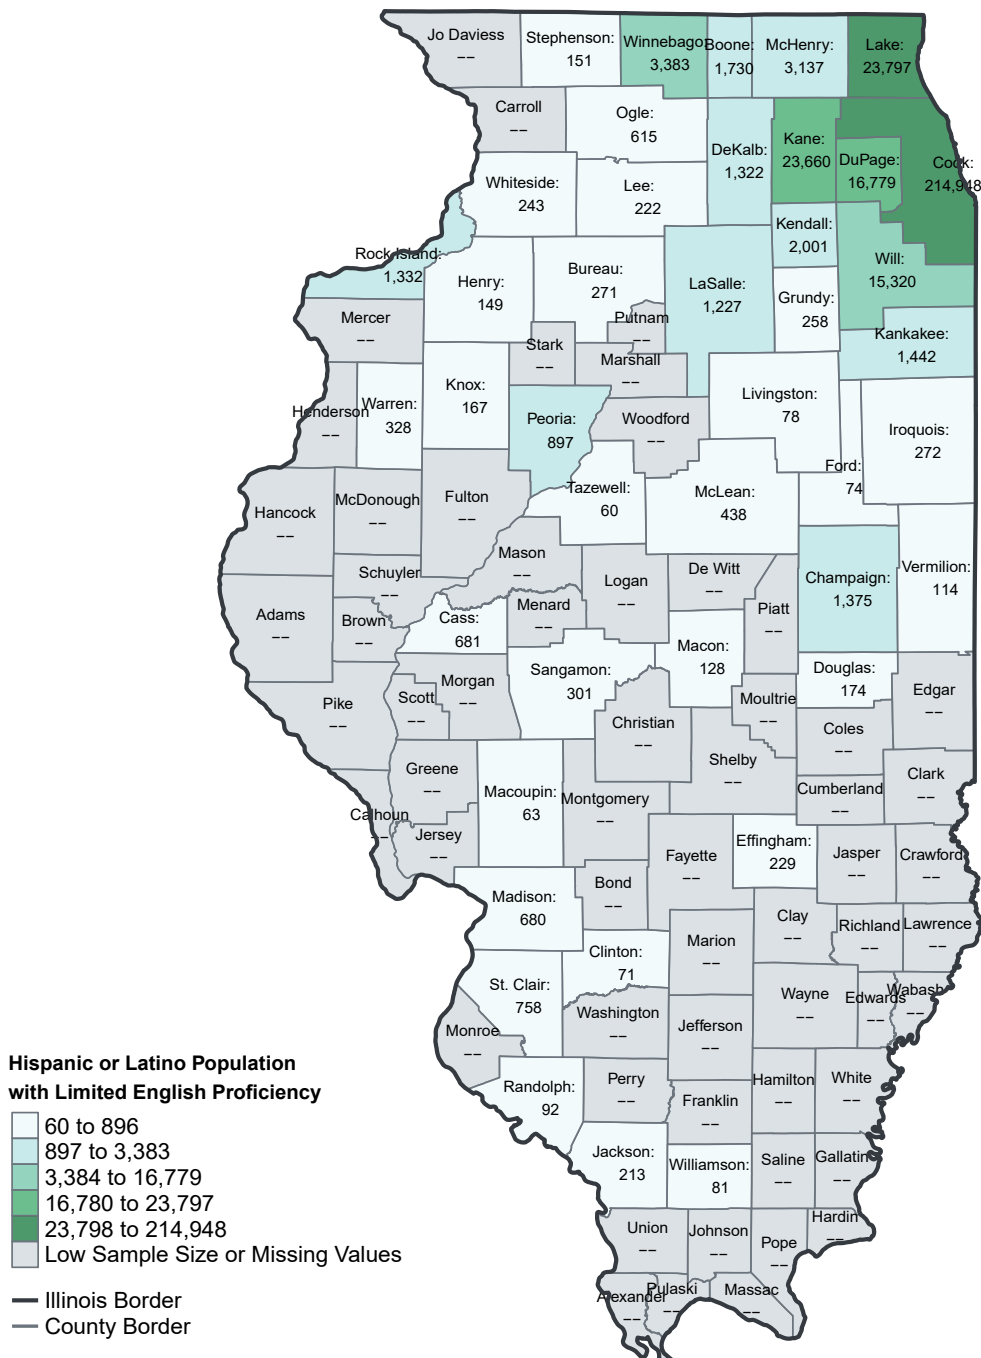 Jo Daviess
--
Stephenson:
151
Winnebago:
3,383
Boone:
1,730
McHenry:
3,137
Lake:
23,797
Carroll
--
Ogle:
615
DeKalb:
1,322
Kane:
23,660
DuPage:
16,779
Cook:
214,948
Whiteside:
243
Lee:
222
Kendall:
2,001
Rock Island:
1,332
Henry:
149
Bureau:
271
LaSalle:
1,227
Grundy:
258
Will:
15,320
Mercer
--
Putnam
--
Stark
--
Marshall
--
Kankakee:
1,442
Henderson
--
Warren:
328
Knox:
167
Peoria:
897
Woodford
--
Livingston:
78
Iroquois:
272
Ford:
74
Hancock
--
McDonough
--
Fulton
--
Tazewell:
60
McLean:
438
Mason
--
Schuyler
--
Logan
--
De Witt
--
Champaign:
1,375
Vermilion:
114
Adams
--
Brown
--
Cass:
681
Menard
--
Piatt
--
Macon:
128
Sangamon:
301
Douglas:
174
Pike
--
Scott
--
Morgan
--
Christian
--
Moultrie
--
Edgar
--
Coles
--
Shelby
--
Greene
--
Macoupin:
63
Montgomery
--
Cumberland
--
Clark
--
Calhoun
--
Jersey
--
Fayette
--
Effingham:
229
Jasper
--
Crawford
--
Bond
--
Madison:
680
Clay
--
Richland
--
Lawrence
--
Marion
--
Clinton:
71
St. Clair:
758
Wayne
--
Edwards
--
Wabash
--
Monroe
--
Washington
--
Jefferson
--
Randolph:
92
Perry
--
Franklin
--
Hamilton
--
White
--
Jackson:
213
Williamson:
81
Saline
--
Gallatin
--
Union
--
Johnson
--
Pope
--
Hardin
--
Alexander
--
Pulaski
--
Massac
--
Hispanic or Latino Population
with Limited English Proficiency
60 to 896
897 to 3,383
3,384 to 16,779
16,780 to 23,797
23,798 to 214,948
Low Sample Size or Missing Values
Illinois Border
County Border